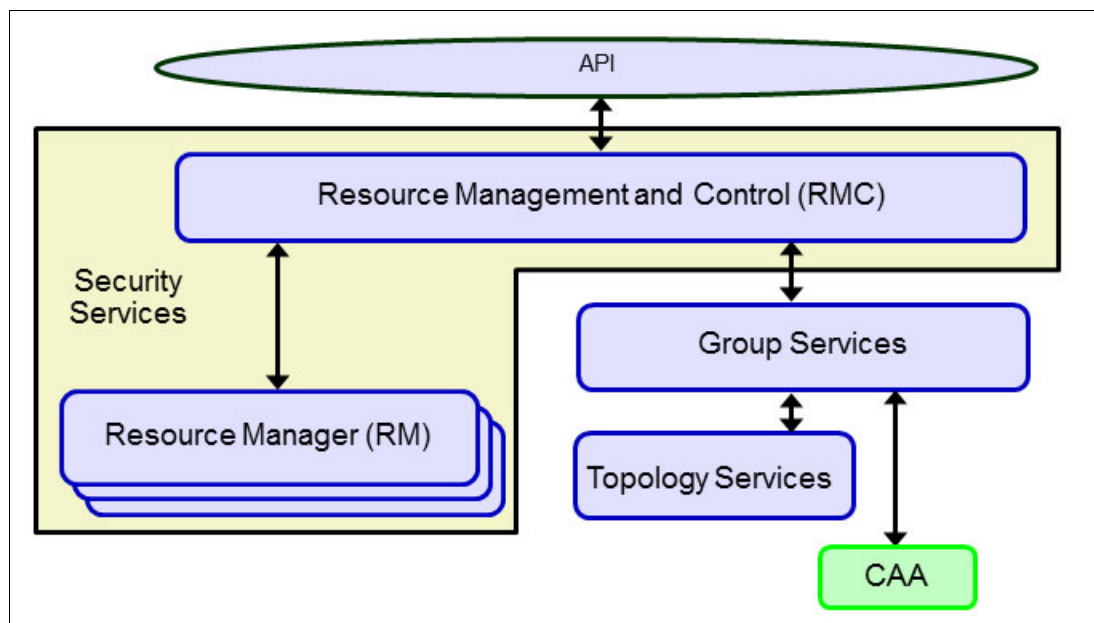 API
Resource Management and Control (RMC)
Security
Services
Group Services
Resource Manager (RM)
Topology Services
CAA